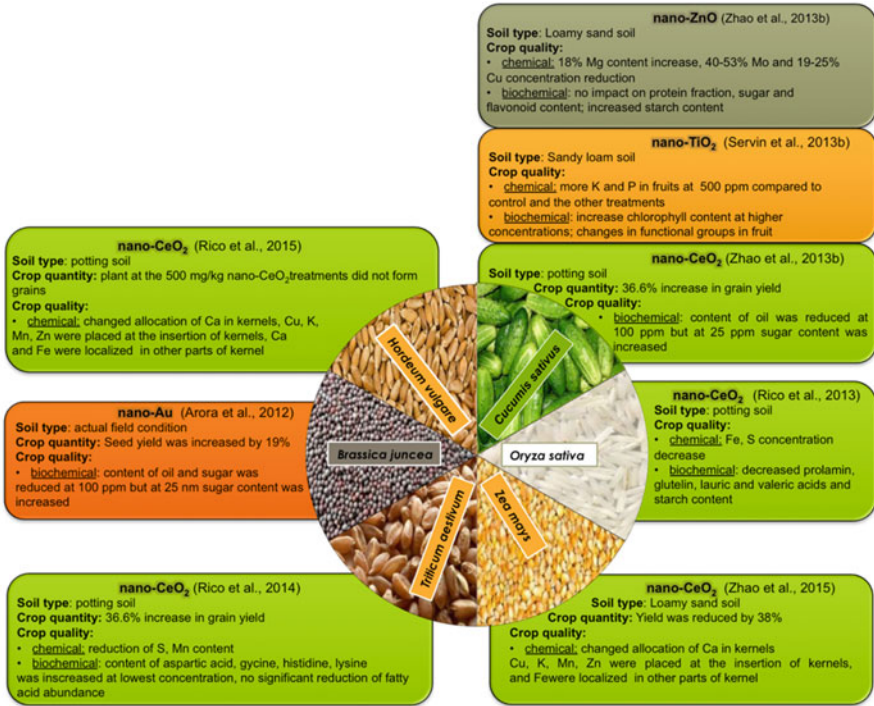 nano-ZnO (Zhao et al., 2013b)
Soil type: Loamy sand soil
Crop quality:
• chemical: 18% Mg content increase, 40-53% Mo and 19-25%
Cu concentration reduction
• biochemical: no impact on protein fraction, sugar and
flavonoid content; increased starch content
nano-TiO₂ (Servin et al., 2013b)
Soil type: Sandy loam soil
Crop quality:
• chemical: more K and P in fruits at 500 ppm compared to
control and the other treatments
• biochemical: increase chlorophyll content at higher
concentrations; changes in functional groups in fruit
nano-CeO₂ (Zhao et al., 2013b)
Soil type: potting soil
Crop quantity: 36.6% increase in grain yield
Crop quality:
• biochemical: content of oil was reduced at
100 ppm but at 25 ppm sugar content was
increased
nano-CeO₂ (Rico et al., 2015)
Soil type: potting soil
Crop quantity: plant at the 500 mg/kg nano-CeO₂treatments did not form
grains
Crop quality:
• chemical: changed allocation of Ca in kernels, Cu, K,
Mn, Zn were placed at the insertion of kernels, Ca
and Fe were localized in other parts of kernel
nano-Au (Arora et al., 2012)
Soil type: actual field condition
Crop quantity: Seed yield was increased by 19%
Crop quality:
• biochemical: content of oil and sugar was
reduced at 100 ppm but at 25 nm sugar content was
increased
nano-CeO₂ (Rico et al., 2013)
Soil type: potting soil
Crop quality:
• chemical: Fe, S concentration
decrease
• biochemical: decreased prolamin,
glutelin, lauric and valeric acids and
starch content
nano-CeO₂ (Rico et al., 2014)
Soil type: potting soil
Crop quantity: 36.6% increase in grain yield
Crop quality:
• chemical: reduction of S, Mn content
• biochemical: content of aspartic acid, gycine, histidine, lysine
was inscreased at lowest concentration, no significant reduction of fatty
acid abundance
nano-CeO₂ (Zhao et al., 2015)
Soil type: Loamy sand soil
Crop quantity: Yield was reduced by 38%
Crop quality:
• chemical: changed allocation of Ca in kernels
Cu, K, Mn, Zn were placed at the insertion of kernels,
and Fewere localized in other parts of kernel
Hordeum vulgare
Cucumis sativus
Brassica juncea
Oryza sativa
Triticum aestivum
Zea mays